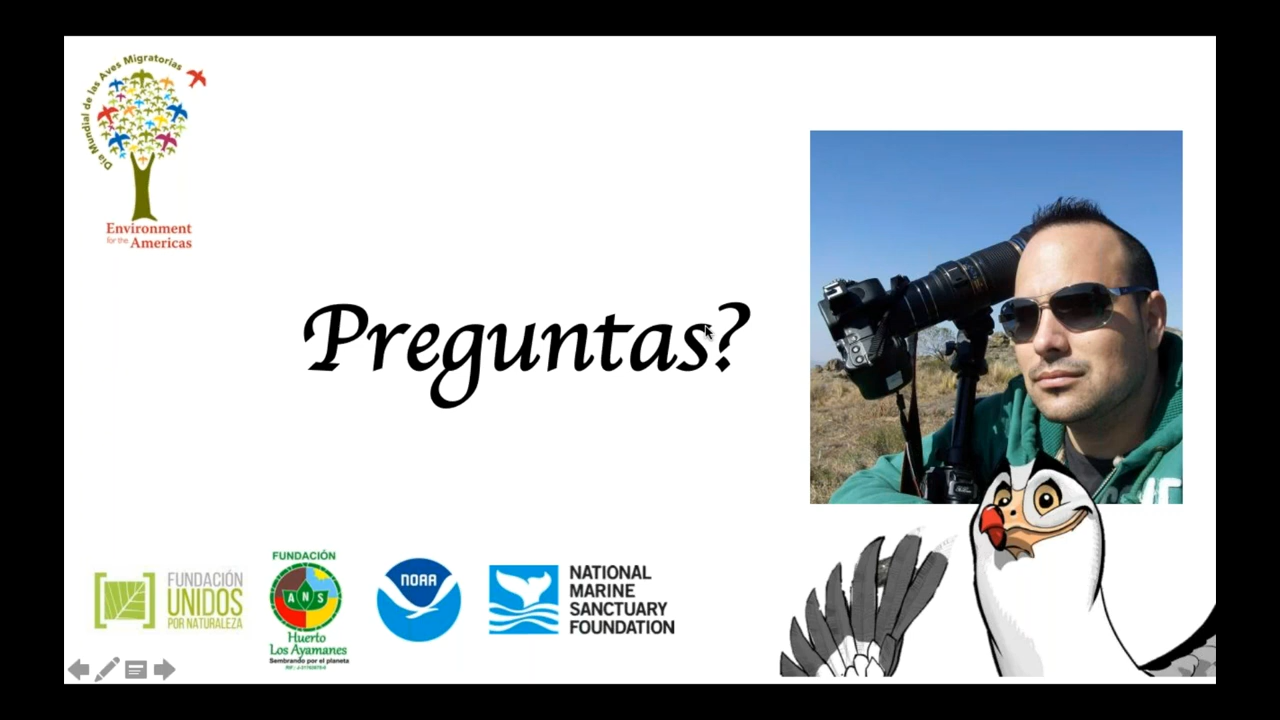 Día Mundial de las Aves Migratorias
Environment
for the Americas
Preguntas?
FUNDACIÓN
UNIDOS
POR NATURALEZA
FUNDACIÓN
ANS
Huerto
Los Ayamanes
Sembrando por el planeta
NOAA
NATIONAL
MARINE
SANCTUARY
FOUNDATION